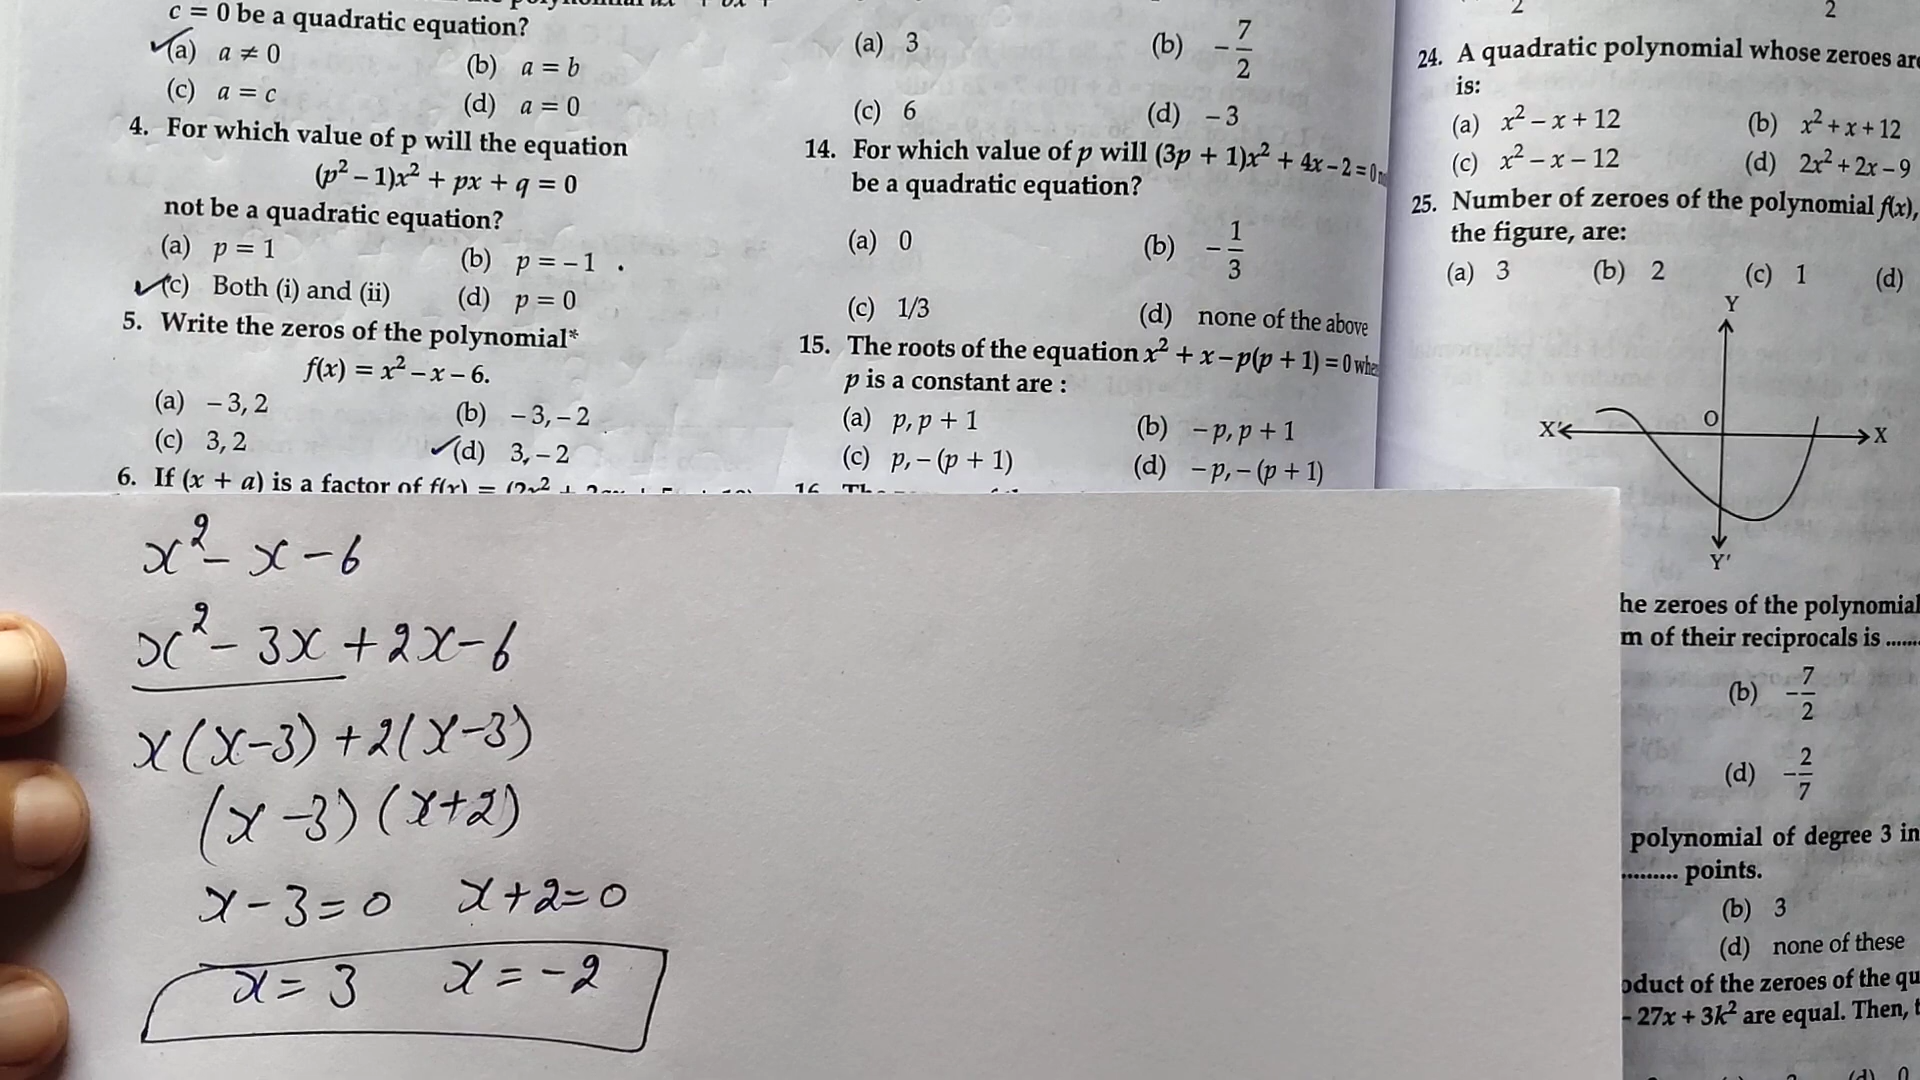 c = 0 be a quadratic equation?
(a) a ≠ 0
(b) a = b
(c) a = c
(d) a = 0
4. For which value of p will the equation
(p² – 1)x² + px + q = 0
not be a quadratic equation?
(a) p = 1
(b) p = – 1 .
(c) Both (i) and (ii)
(d) p = 0
5. Write the zeros of the polynomial*
f(x) = x² – x – 6.
(a) – 3, 2
(b) – 3, – 2
(c) 3, 2
(d) 3, – 2
6. If (x + a) is a factor of
(a) 3
(b) –7/2
(c) 6
(d) – 3
14. For which value of p will (3p + 1)x² + 4x – 2 = 0
be a quadratic equation?
(a) 0
(b) –1/3
(c) 1/3
(d) none of the above
15. The roots of the equation x² + x – p(p + 1) = 0
p is a constant are :
(a) p, p + 1
(b) – p, p + 1
(c) p, – (p + 1)
(d) – p, – (p + 1)
16.
2 2
24. A quadratic polynomial whose zeroes are
is:
(a) x² – x + 12
(b) x² + x + 12
(c) x² – x – 12
(d) 2x² + 2x – 9
25. Number of zeroes of the polynomial f(x),
the figure, are:
(a) 3 (b) 2 (c) 1 (d)
Y
O
X' X
Y'
zeroes of the polynomial
of their reciprocals is .......
(b) –7/2
(d) –2/7
polynomial of degree 3 in
......... points.
(b) 3
(d) none of these
of the zeroes of the
– 27x + 3k² are equal. Then,
x² – x – 6
x² – 3x + 2x – 6
x(x–3) + 2(x–3)
(x – 3) (x+2)
x – 3 = 0 x + 2 = 0
x = 3 x = – 2